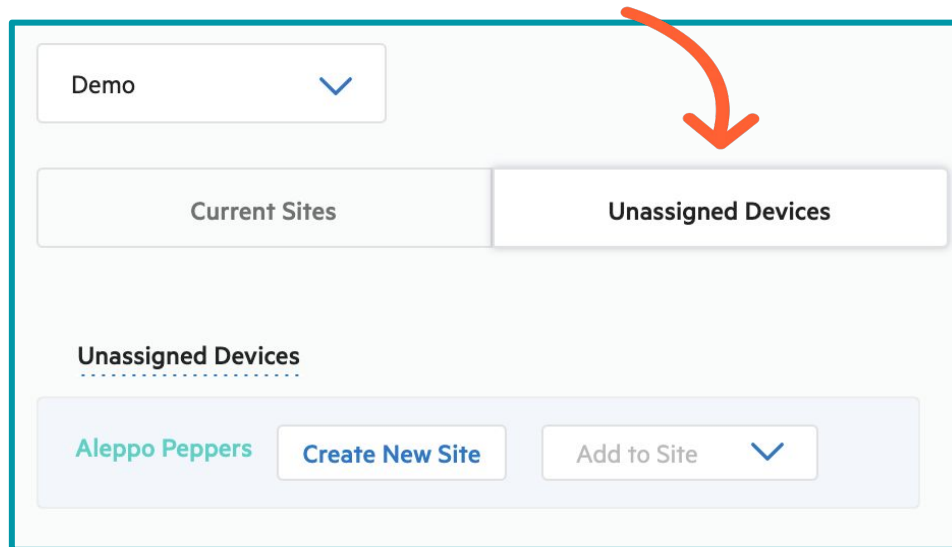 Demo
Current Sites
Unassigned Devices
Unassigned Devices
Aleppo Peppers
Create New Site
Add to Site